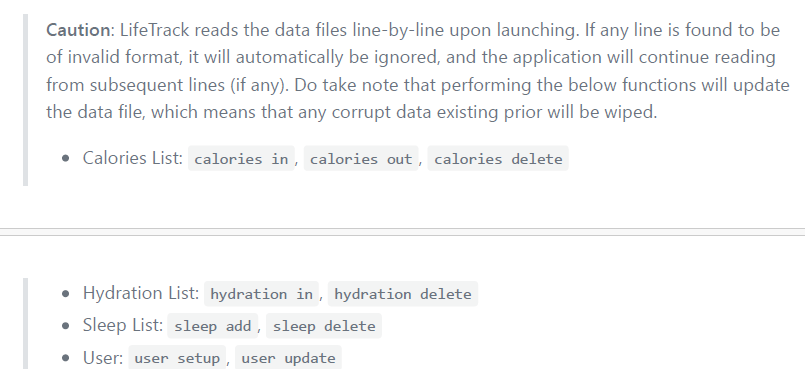 Caution: LifeTrack reads the data files line-by-line upon launching. If any line is found to be
of invalid format, it will automatically be ignored, and the application will continue reading
from subsequent lines (if any). Do take note that performing the below functions will update
the data file, which means that any corrupt data existing prior will be wiped.
• Calories List: calories in, calories out, calories delete
• Hydration List: hydration in, hydration delete
• Sleep List: sleep add, sleep delete
• User: user setup, user update